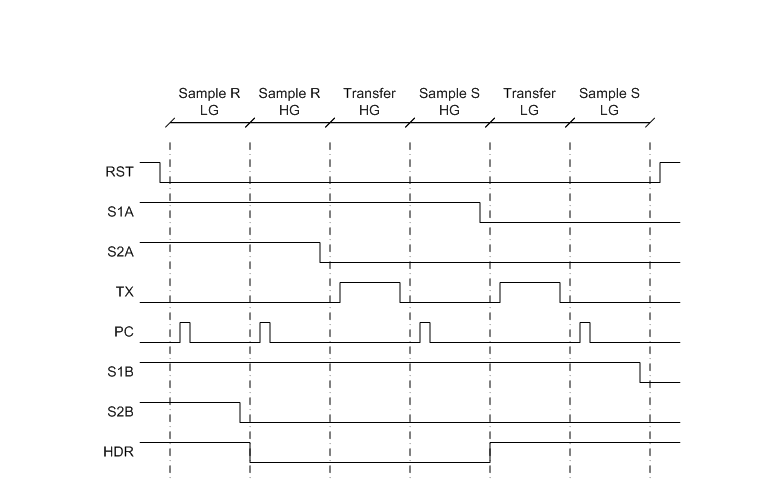 Sample R Sample R Transfer Sample S Transfer Sample S
LG HG HG HG LG LG
RST
S1A
S2A
TX
PC
S1B
S2B
HDR